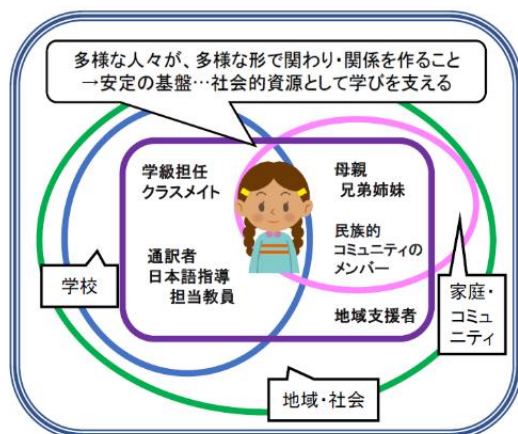 多様な人々が、多様な形で関わり・関係を作ること
→安定の基盤…社会的資源として学びを支える
学級担任
クラスメイト
通訳者
日本語指導
担当教員
母親
兄弟姉妹
民族的
コミュニティの
メンバー
地域支援者
学校
家庭・
コミュ
ニティ
地域・社会